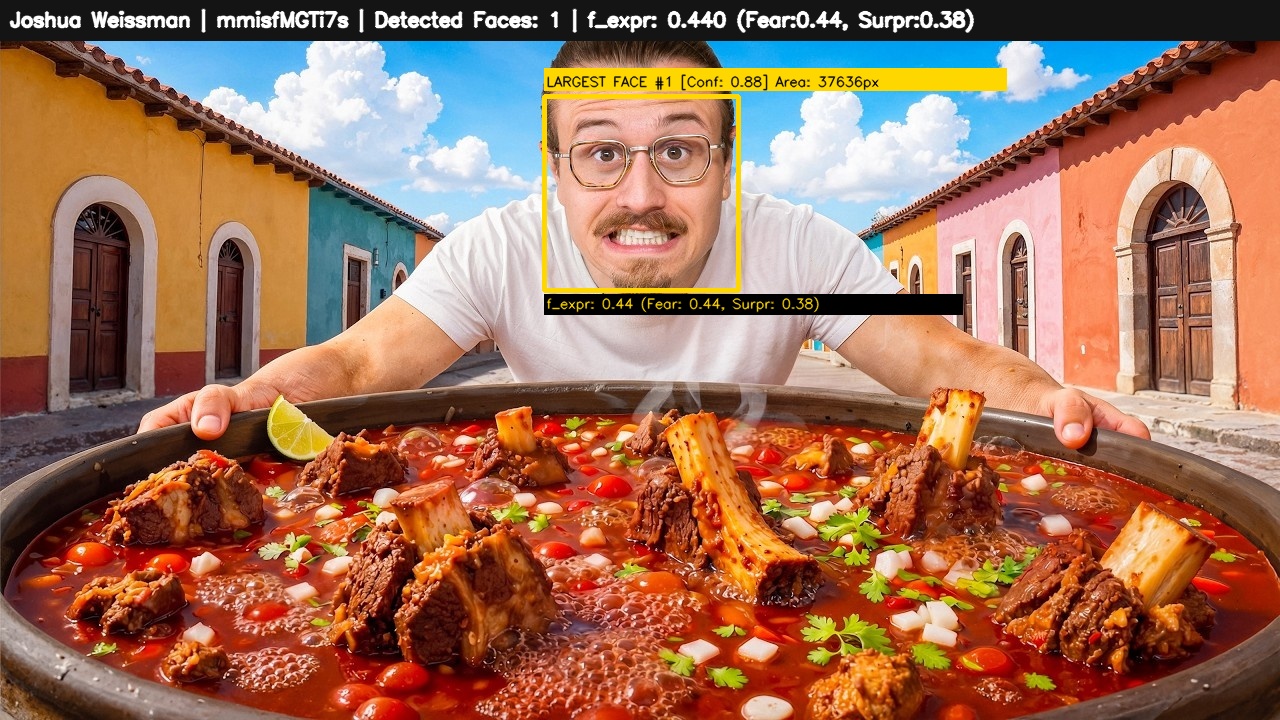 Joshua Weissman | mmisfMGTi7s | Detected Faces: 1 | f_expr: 0.440 (Fear:0.44, Surpr:0.38)
LARGEST FACE #1 [Conf: 0.88] Area: 37636px
f_expr: 0.44 (Fear: 0.44, Surpr: 0.38)